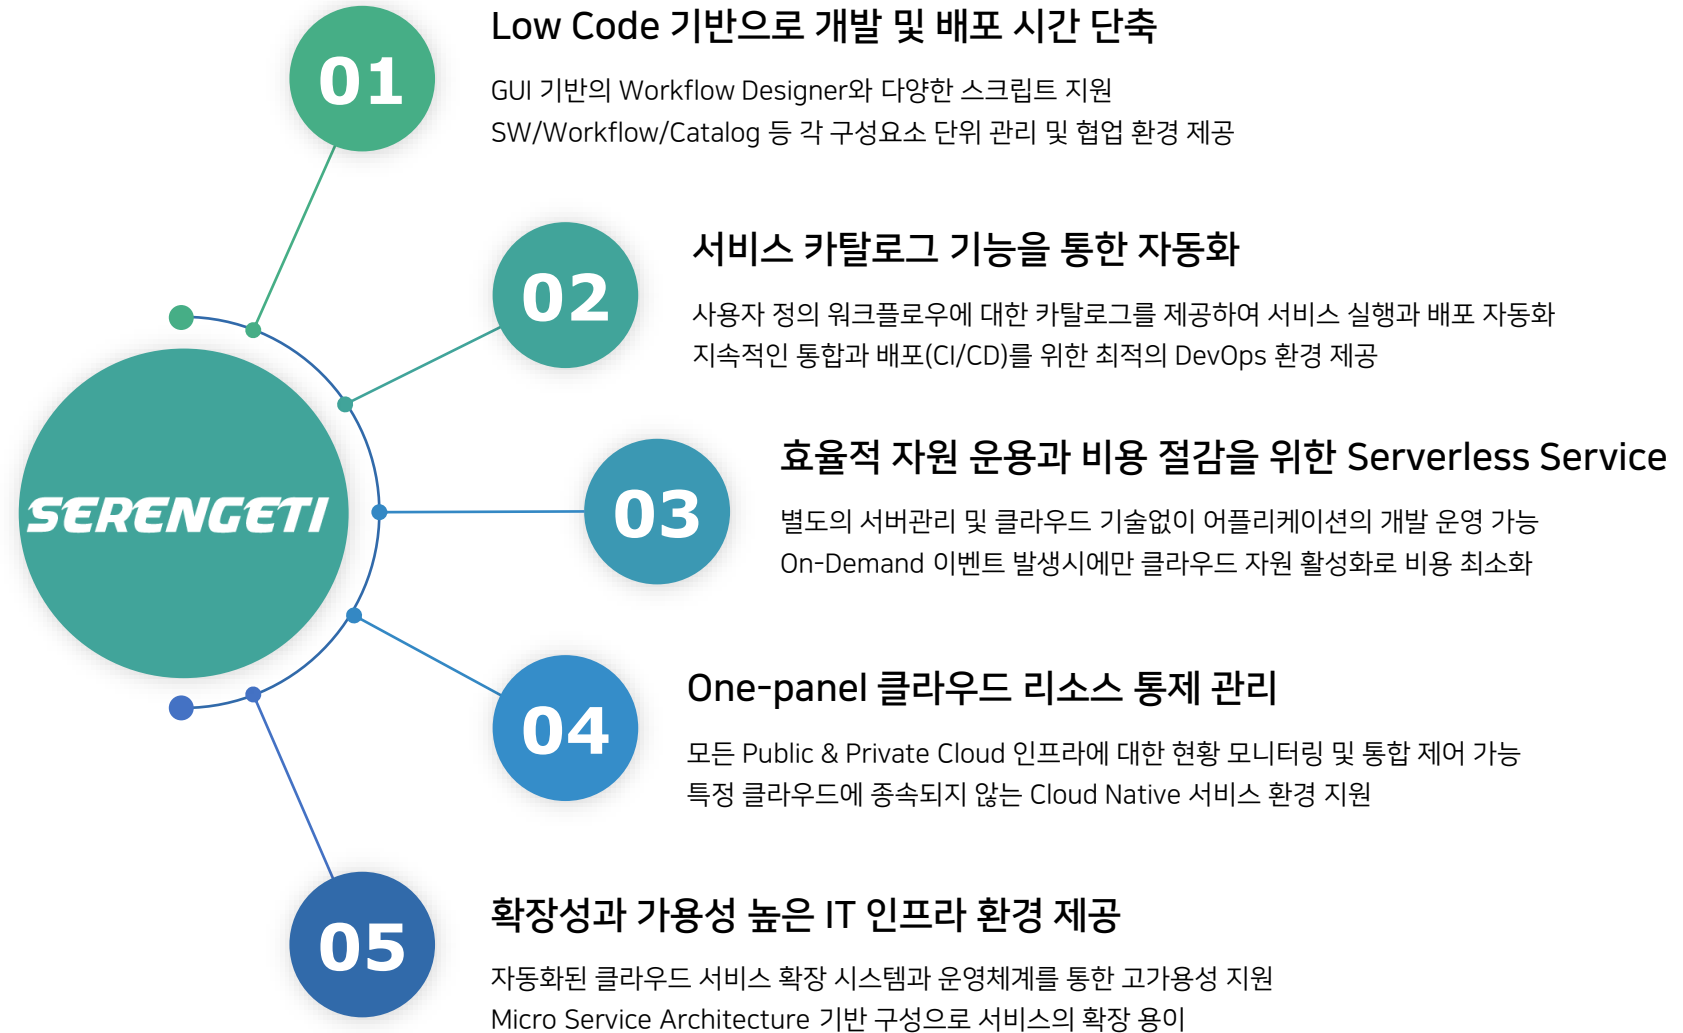 SERENGETI
01
Low Code 기반으로 개발 및 배포 시간 단축
GUI 기반의 Workflow Designer와 다양한 스크립트 지원
SW/Workflow/Catalog 등 각 구성요소 단위 관리 및 협업 환경 제공
02
서비스 카탈로그 기능을 통한 자동화
사용자 정의 워크플로우에 대한 카탈로그를 제공하여 서비스 실행과 배포 자동화
지속적인 통합과 배포(CI/CD)를 위한 최적의 DevOps 환경 제공
03
효율적 자원 운용과 비용 절감을 위한 Serverless Service
별도의 서버관리 및 클라우드 기술없이 어플리케이션의 개발 운영 가능
On-Demand 이벤트 발생시에만 클라우드 자원 활성화로 비용 최소화
04
One-panel 클라우드 리소스 통제 관리
모든 Public & Private Cloud 인프라에 대한 현황 모니터링 및 통합 제어 가능
특정 클라우드에 종속되지 않는 Cloud Native 서비스 환경 지원
05
확장성과 가용성 높은 IT 인프라 환경 제공
자동화된 클라우드 서비스 확장 시스템과 운영체계를 통한 고가용성 지원
Micro Service Architecture 기반 구성으로 서비스의 확장 용이